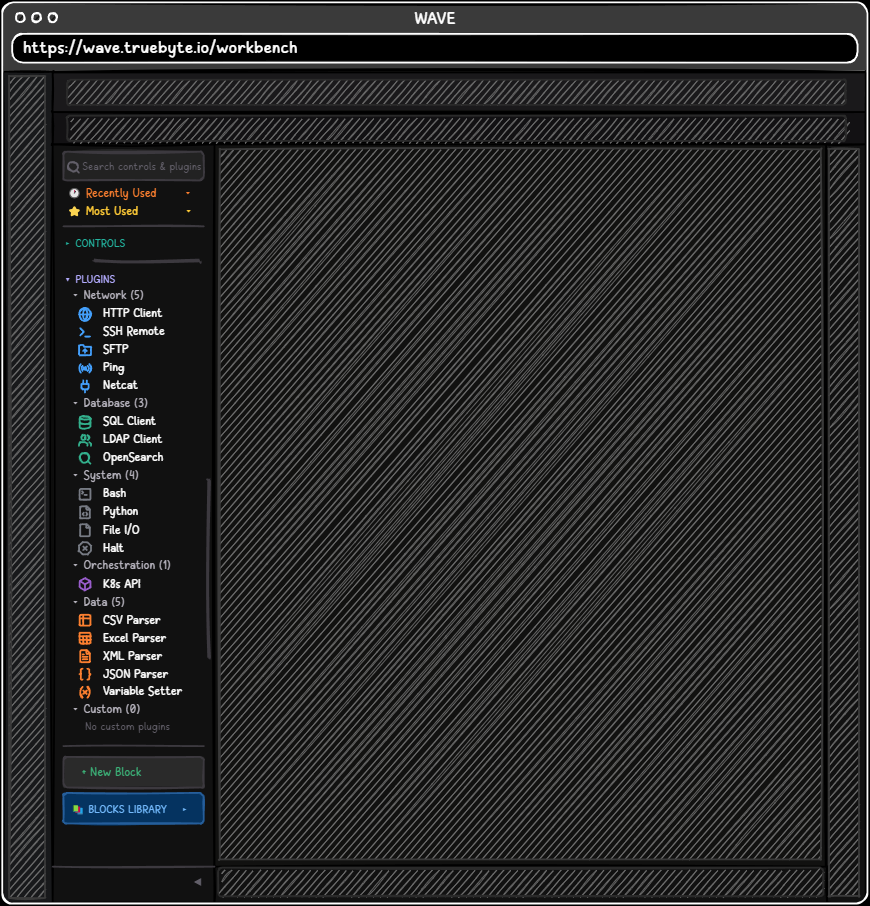 WAVE
https://wave.truebyte.io/workbench
Search controls & plugins
Recently Used
Most Used
CONTROLS
PLUGINS
Network (5)
HTTP Client
SSH Remote
SFTP
Ping
Netcat
Database (3)
SQL Client
LDAP Client
OpenSearch
System (4)
Bash
Python
File I/O
Halt
Orchestration (1)
K8s API
Data (5)
CSV Parser
Excel Parser
XML Parser
JSON Parser
Variable Setter
Custom (0)
No custom plugins
+ New Block
BLOCKS LIBRARY